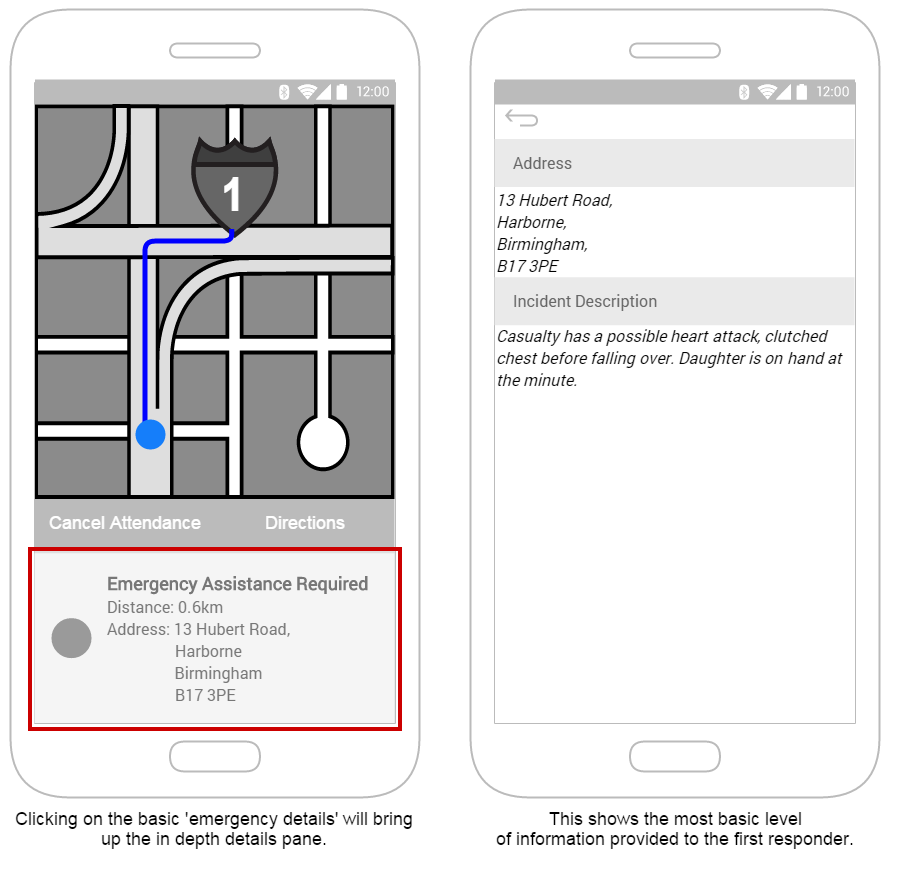 12:00
1
Cancel Attendance
Directions
Emergency Assistance Required
Distance: 0.6km
Address: 13 Hubert Road,
Harborne
Birmingham
B17 3PE
Clicking on the basic 'emergency details' will bring
up the in depth details pane.
12:00
Address
13 Hubert Road,
Harborne,
Birmingham,
B17 3PE
Incident Description
Casualty has a possible heart attack, clutched
chest before falling over. Daughter is on hand at
the minute.
This shows the most basic level
of information provided to the first responder.